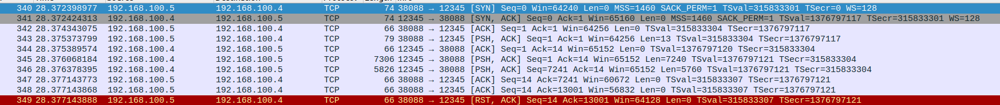 340 28.372398977 192.168.100.5 192.168.100.4 TCP 74 38088 → 12345 [SYN] Seq=0 Win=64240 Len=0 MSS=1460 SACK_PERM=1 TSval=315833301 TSecr=0 WS=128
341 28.372424313 192.168.100.4 192.168.100.5 TCP 74 12345 → 38088 [SYN, ACK] Seq=0 Ack=1 Win=65160 Len=0 MSS=1460 SACK_PERM=1 TSval=1376797117 TSecr=315833301 WS=128
342 28.374343075 192.168.100.5 192.168.100.4 TCP 66 38088 → 12345 [ACK] Seq=1 Ack=1 Win=64256 Len=0 TSval=315833304 TSecr=1376797117
343 28.375373799 192.168.100.5 192.168.100.4 TCP 79 38088 → 12345 [PSH, ACK] Seq=1 Ack=1 Win=64256 Len=13 TSval=315833304 TSecr=1376797117
344 28.375389574 192.168.100.4 192.168.100.5 TCP 66 12345 → 38088 [ACK] Seq=1 Ack=14 Win=65152 Len=0 TSval=1376797120 TSecr=315833304
345 28.376068184 192.168.100.4 192.168.100.5 TCP 7306 12345 → 38088 [PSH, ACK] Seq=1 Ack=14 Win=65152 Len=7240 TSval=1376797121 TSecr=315833304
346 28.376378395 192.168.100.4 192.168.100.5 TCP 5826 12345 → 38088 [PSH, ACK] Seq=7241 Ack=14 Win=65152 Len=5760 TSval=1376797121 TSecr=315833304
347 28.377143773 192.168.100.5 192.168.100.4 TCP 66 38088 → 12345 [ACK] Seq=14 Ack=7241 Win=60672 Len=0 TSval=315833307 TSecr=1376797121
348 28.377143868 192.168.100.5 192.168.100.4 TCP 66 38088 → 12345 [ACK] Seq=14 Ack=13001 Win=56832 Len=0 TSval=315833307 TSecr=1376797121
349 28.377143888 192.168.100.5 192.168.100.4 TCP 66 38088 → 12345 [RST, ACK] Seq=14 Ack=13001 Win=64128 Len=0 TSval=315833307 TSecr=1376797121